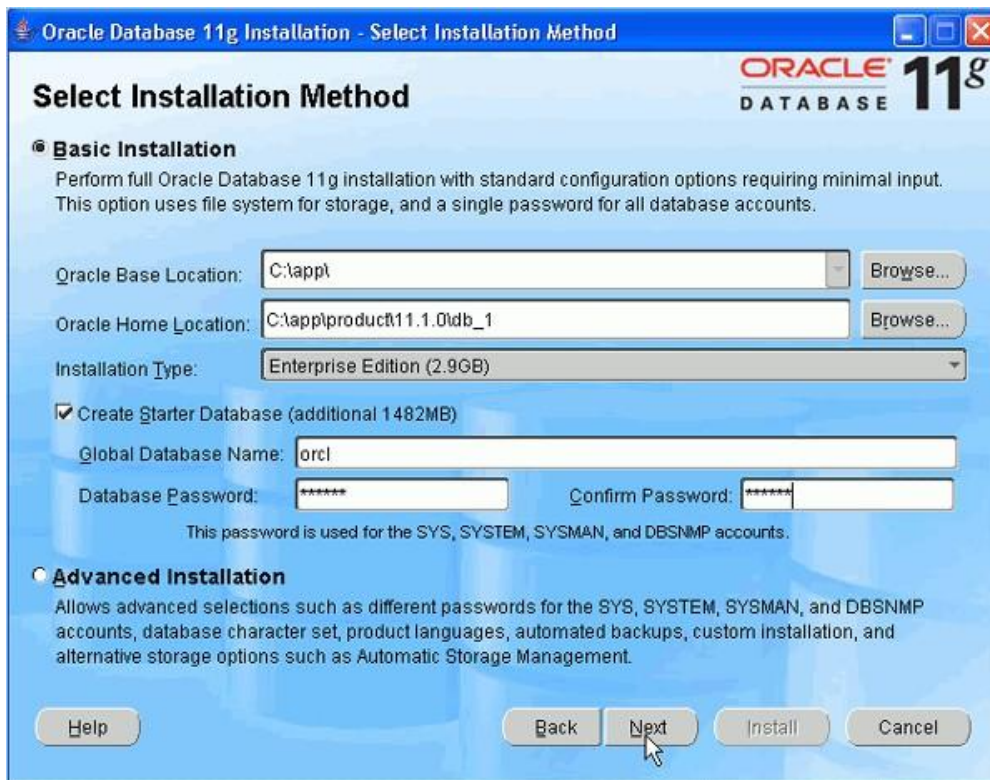 Oracle Database 11g Installation - Select Installation Method
Select Installation Method
ORACLE 11g
DATABASE
Basic Installation
Perform full Oracle Database 11g installation with standard configuration options requiring minimal input.
This option uses file system for storage, and a single password for all database accounts.
Oracle Base Location: C:\app\ Browse...
Oracle Home Location: C:\app\product\11.1.0\db_1 Browse...
Installation Type: Enterprise Edition (2.9GB)
Create Starter Database (additional 1482MB)
Global Database Name: orcl
Database Password: ****** Confirm Password: ******
This password is used for the SYS, SYSTEM, SYSMAN, and DBSNMP accounts.
Advanced Installation
Allows advanced selections such as different passwords for the SYS, SYSTEM, SYSMAN, and DBSNMP
accounts, database character set, product languages, automated backups, custom installation, and
alternative storage options such as Automatic Storage Management.
Help Back Next Install Cancel